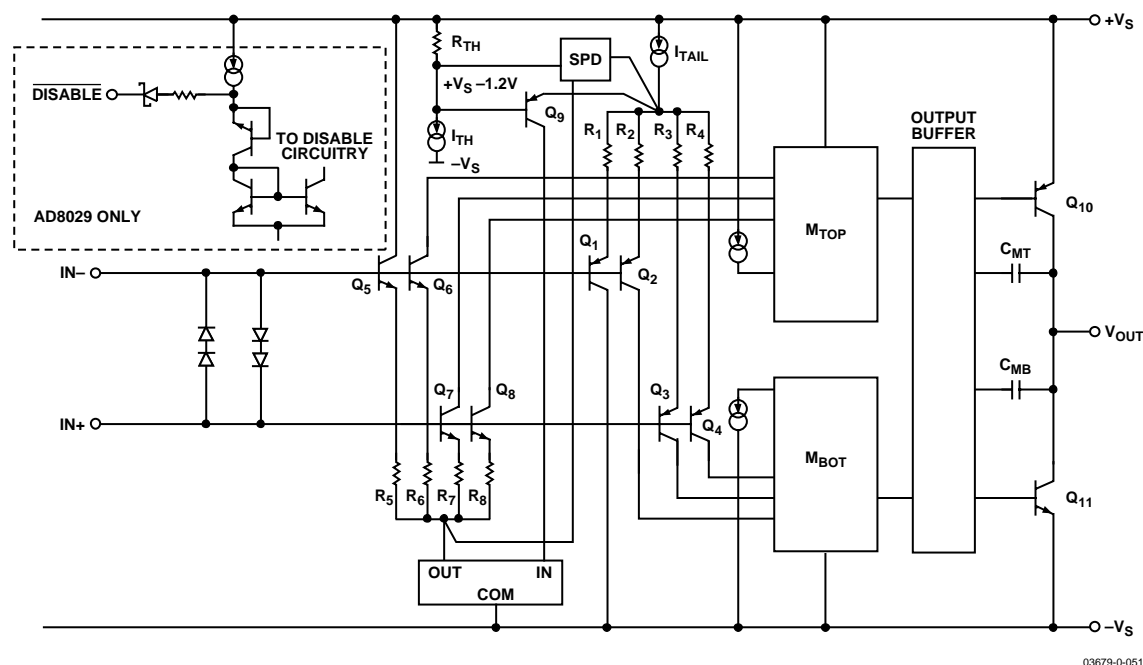 +VS
RTH
SPD
ITAIL
DISABLE
+VS –1.2V
Q9
R1 R2 R3 R4
OUTPUT
BUFFER
TO DISABLE
CIRCUITRY
ITH
–VS
AD8029 ONLY
MTOP
Q10
Q1
CMT
IN–
Q5 Q6 Q2
VOUT
CMB
Q7 Q8 Q3
IN+
Q4
MBOT
R5 R6 R7 R8
Q11
OUT IN
COM
–VS
03679-0-051